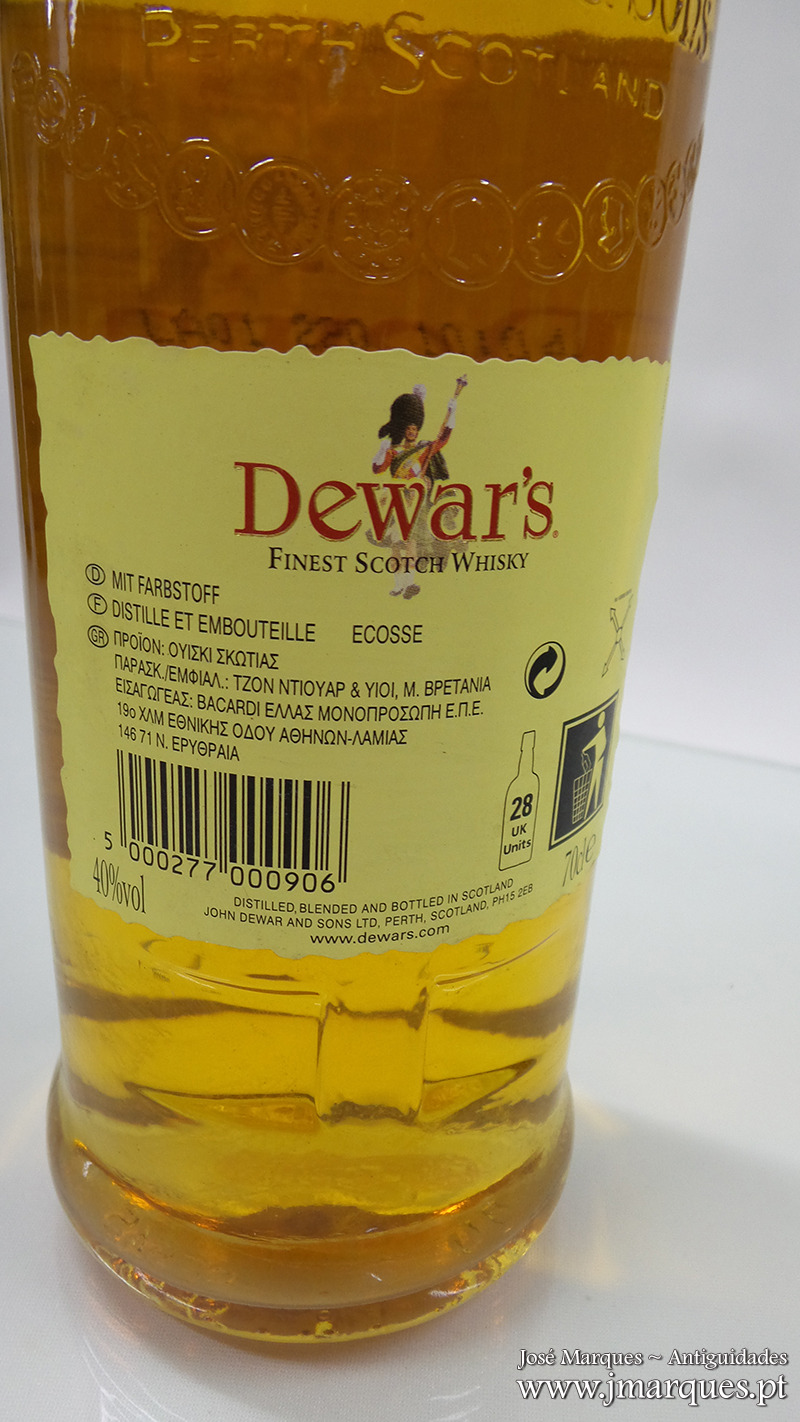 PERTH SCOTLAND
DEWAR'S
FINEST SCOTCH WHISKY
D MIT FARBSTOFF
F DISTILLE ET EMBOUTEILLE ECOSSE
GR ΠΡΟΪΟΝ: ΟΥΙΣΚΙ ΣΚΩΤΙΑΣ
ΠΑΡΑΣΚ./ΕΜΦΙΑΛ.: ΤΖΟΝ ΝΤΙΟΥΑΡ & ΥΙΟΙ, Μ. ΒΡΕΤΑΝΙΑ
ΕΙΣΑΓΩΓΕΑΣ: BACARDI ΕΛΛΑΣ ΜΟΝΟΠΡΟΣΩΠΗ Ε.Π.Ε.
19ο ΧΛΜ ΕΘΝΙΚΗΣ ΟΔΟΥ ΑΘΗΝΩΝ-ΛΑΜΙΑΣ
146 71 Ν. ΕΡΥΘΡΑΙΑ
28
UK
Units
5 000277 000906
40%vol
70cl e
DISTILLED, BLENDED AND BOTTLED IN SCOTLAND
JOHN DEWAR AND SONS LTD, PERTH, SCOTLAND, PH15 2EB
www.dewars.com
José Marques ~ Antiguidades
www.jmarques.pt